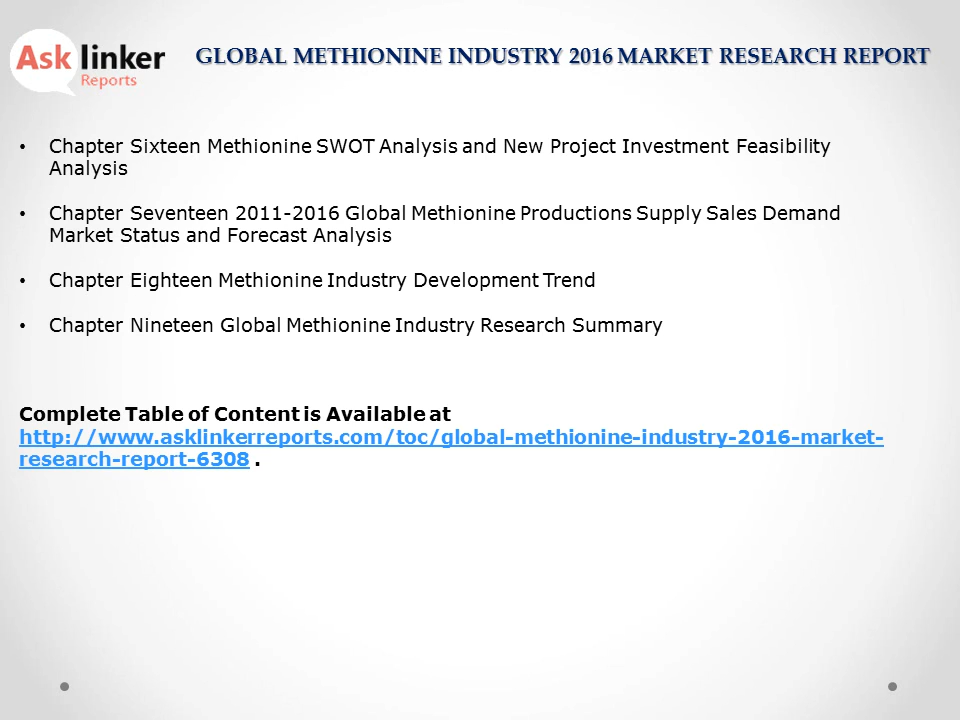 Ask linker
Reports
GLOBAL METHIONINE INDUSTRY 2016 MARKET RESEARCH REPORT
• Chapter Sixteen Methionine SWOT Analysis and New Project Investment Feasibility
Analysis
• Chapter Seventeen 2011-2016 Global Methionine Productions Supply Sales Demand
Market Status and Forecast Analysis
• Chapter Eighteen Methionine Industry Development Trend
• Chapter Nineteen Global Methionine Industry Research Summary
Complete Table of Content is Available at
http://www.asklinkerreports.com/toc/global-methionine-industry-2016-market-
research-report-6308 .